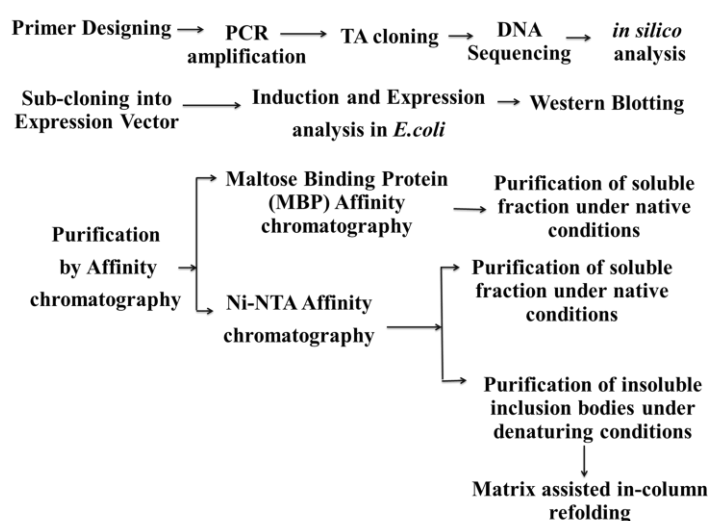 Primer Designing
PCR
amplification
TA cloning
DNA
Sequencing
in silico
analysis
Sub-cloning into
Expression Vector
Induction and Expression
analysis in E.coli
Western Blotting
Purification
by Affinity
chromatography
Maltose Binding Protein
(MBP) Affinity
chromatography
Purification of soluble
fraction under native
conditions
Ni-NTA Affinity
chromatography
Purification of soluble
fraction under native
conditions
Purification of insoluble
inclusion bodies under
denaturing conditions
Matrix assisted in-column
refolding